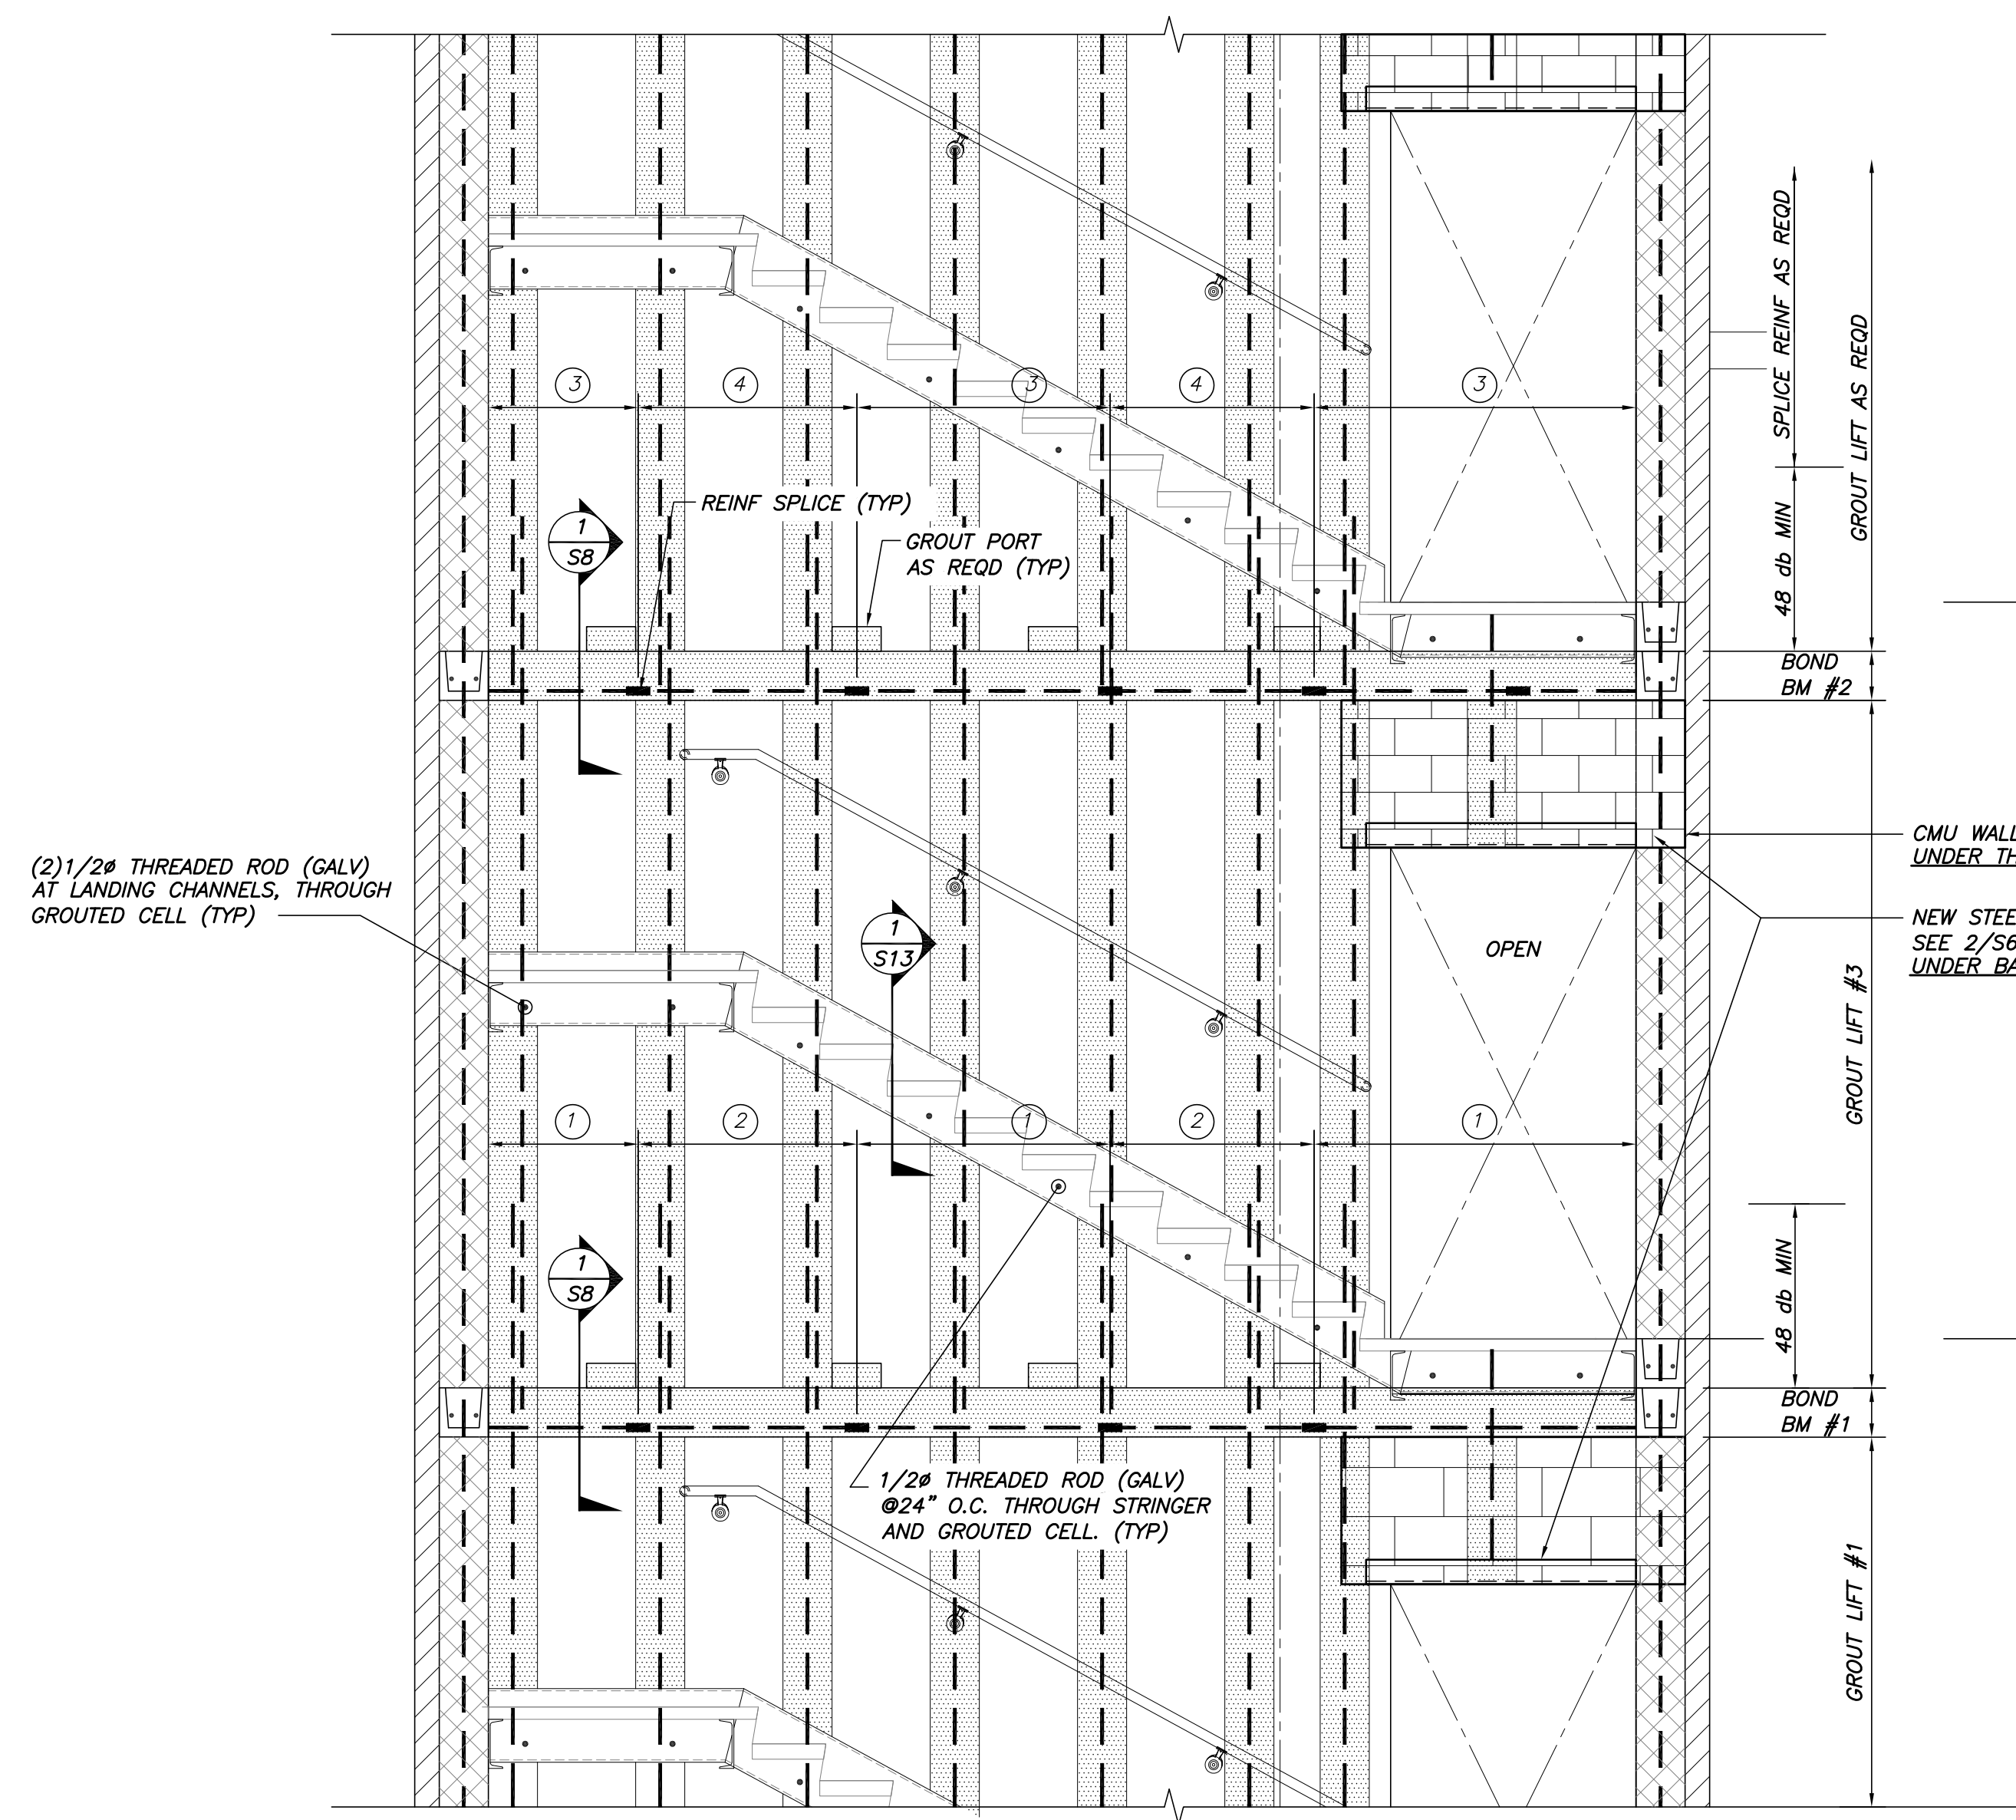 SPLICE REINF AS REQD
GROUT LIFT AS REQD
3
4
3
4
3
REINF SPLICE (TYP)
1
S8
GROUT PORT
AS REQD (TYP)
48 db MIN
BOND
BM #2
CMU WALL
UNDER TH
(2)1/2ø THREADED ROD (GALV)
AT LANDING CHANNELS, THROUGH
GROUTED CELL (TYP)
1
S13
OPEN
NEW STEE
SEE 2/S6
UNDER BA
GROUT LIFT #3
1
2
1
2
1
1
S8
48 db MIN
BOND
BM #1
1/2ø THREADED ROD (GALV)
@24" O.C. THROUGH STRINGER
AND GROUTED CELL. (TYP)
GROUT LIFT #1